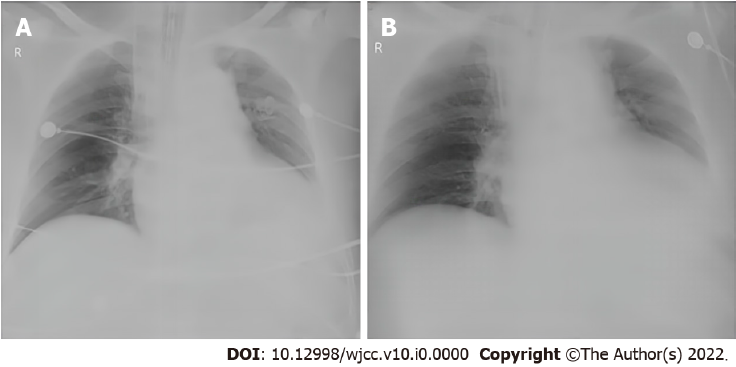 A
R
B
R
DOI: 10.12998/wjcc.v10.i0.0000 Copyright ©The Author(s) 2022.